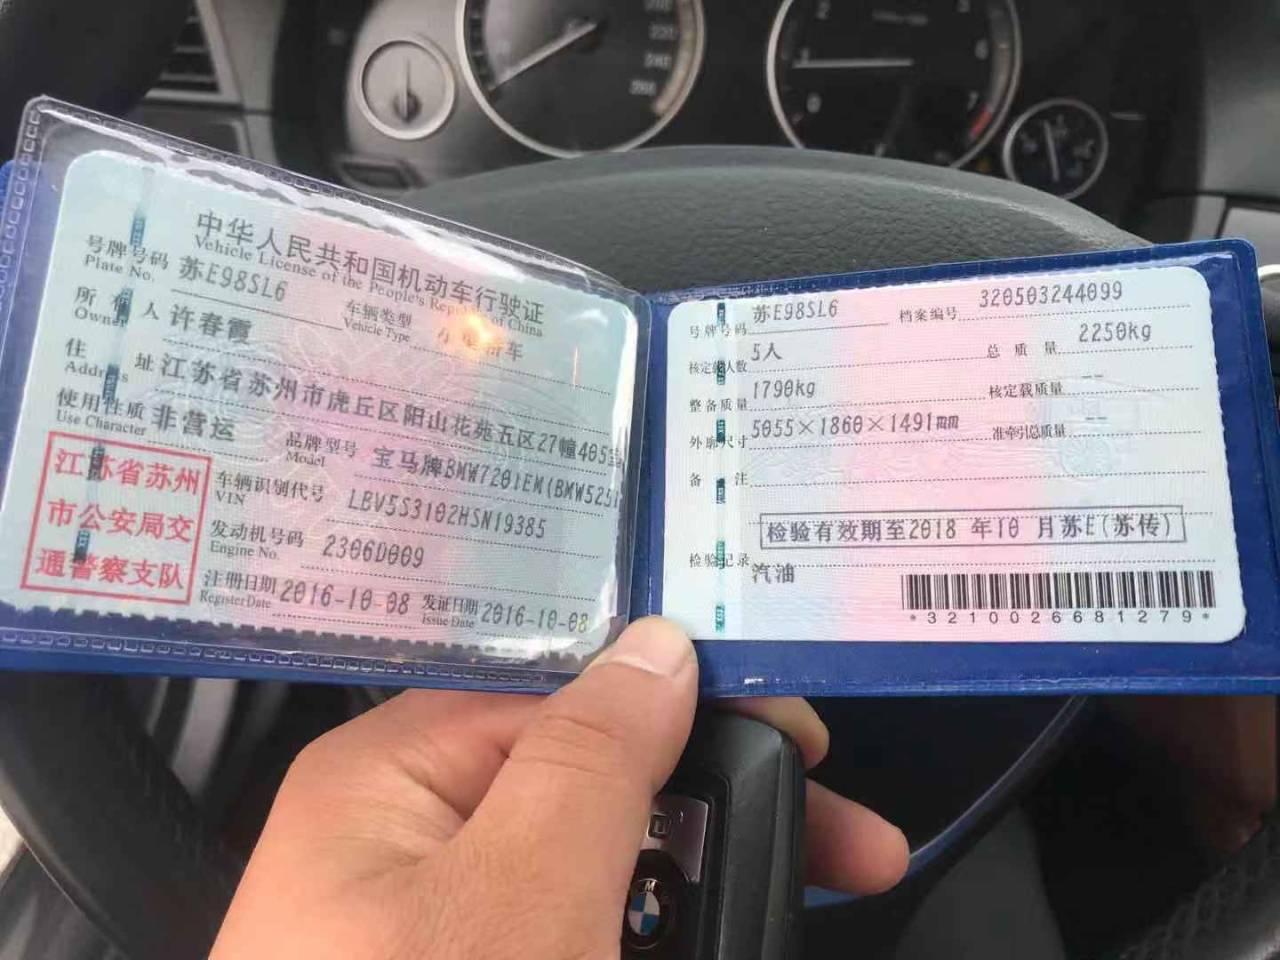 中华人民共和国机动车行驶证
Vehicle License of the People's Republic of China
号牌号码 苏E98SL6 车辆类型
Plate No. Vehicle Type
所有人 许春霞
Owner
住址 江苏省苏州市虎丘区阳山花苑五区27幢405室
Address
使用性质 非营运 品牌型号 宝马牌BMW7201EM(BMW525l
Use Character Model
江苏省苏州
市公安局交
通警察支队
车辆识别代号 LBV5S3102HSN19385
VIN
发动机号码 2306D009
Engine No.
注册日期 2016-10-08 发证日期 2016-10-08
Register Date Issue Date
号牌号码 苏E98SL6 档案编号 320503244099
核定载人数 5人 总质量 2250kg
整备质量 1790kg 核定载质量 --
外廓尺寸 5055×1860×1491mm 准牵引总质量 --
备注
检验有效期至2018 年10 月苏E(苏传)
检验记录
汽油
*3210026681279*
220
240
260
2
5
6
7
0
M